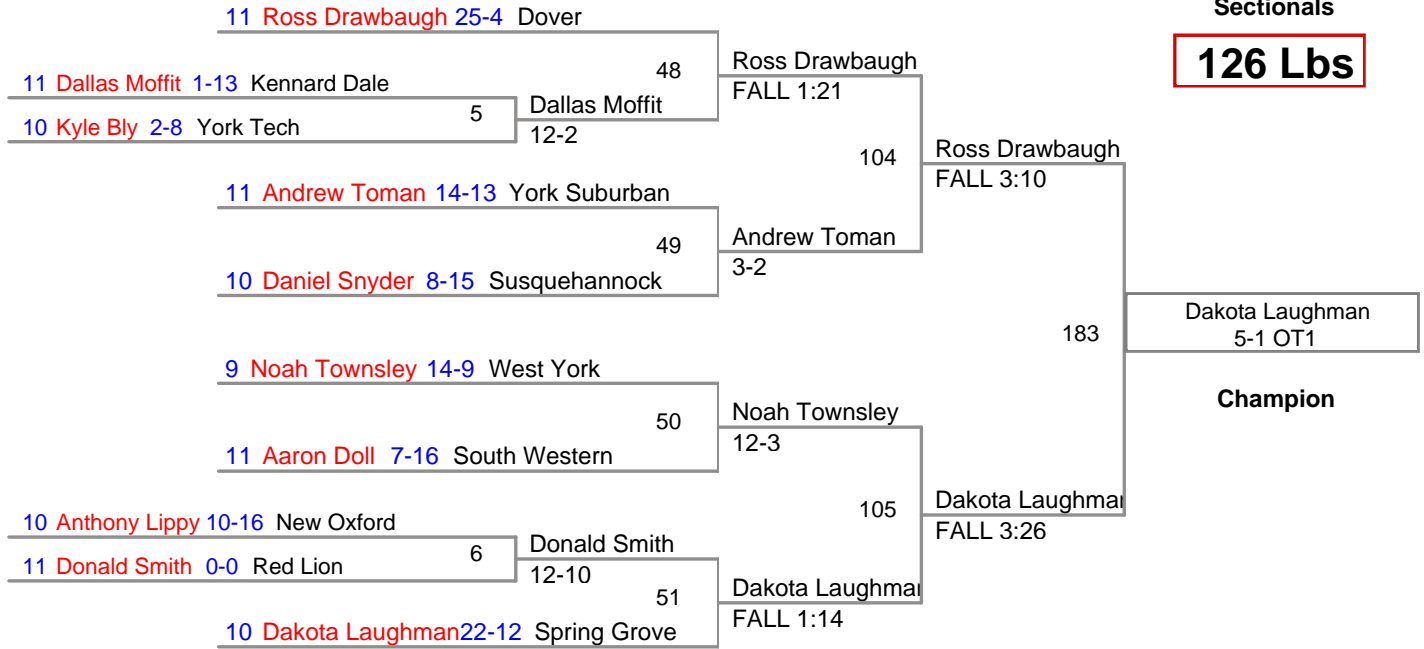 Sectionals
126 Lbs
11 Ross Drawbaugh 25-4 Dover
48
Ross Drawbaugh
FALL 1:21
11 Dallas Moffit 1-13 Kennard Dale
5
Dallas Moffit
12-2
10 Kyle Bly 2-8 York Tech
104
Ross Drawbaugh
FALL 3:10
11 Andrew Toman 14-13 York Suburban
49
Andrew Toman
3-2
10 Daniel Snyder 8-15 Susquehannock
183
Dakota Laughman
5-1 OT1
Champion
9 Noah Townsley 14-9 West York
50
Noah Townsley
12-3
11 Aaron Doll 7-16 South Western
105
Dakota Laughman
FALL 3:26
10 Anthony Lippy 10-16 New Oxford
6
Donald Smith
12-10
11 Donald Smith 0-0 Red Lion
51
Dakota Laughman
FALL 1:14
10 Dakota Laughman 22-12 Spring Grove